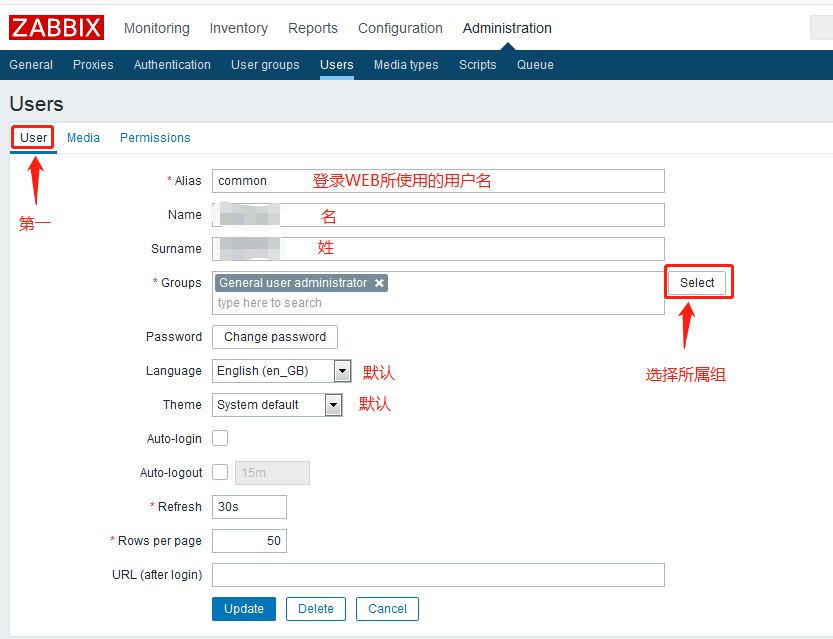 ZABBIX Monitoring Inventory Reports Configuration Administration
General Proxies Authentication User groups Users Media types Scripts Queue
Users
User Media Permissions
第一
* Alias common 登录WEB所使用的用户名
Name 名
Surname 姓
* Groups General user administrator ✖ Select
type here to search
选择所属组
Password Change password
Language English (en_GB) 默认
Theme System default 默认
Auto-login
Auto-logout 15m
* Refresh 30s
* Rows per page 50
URL (after login)
Update Delete Cancel